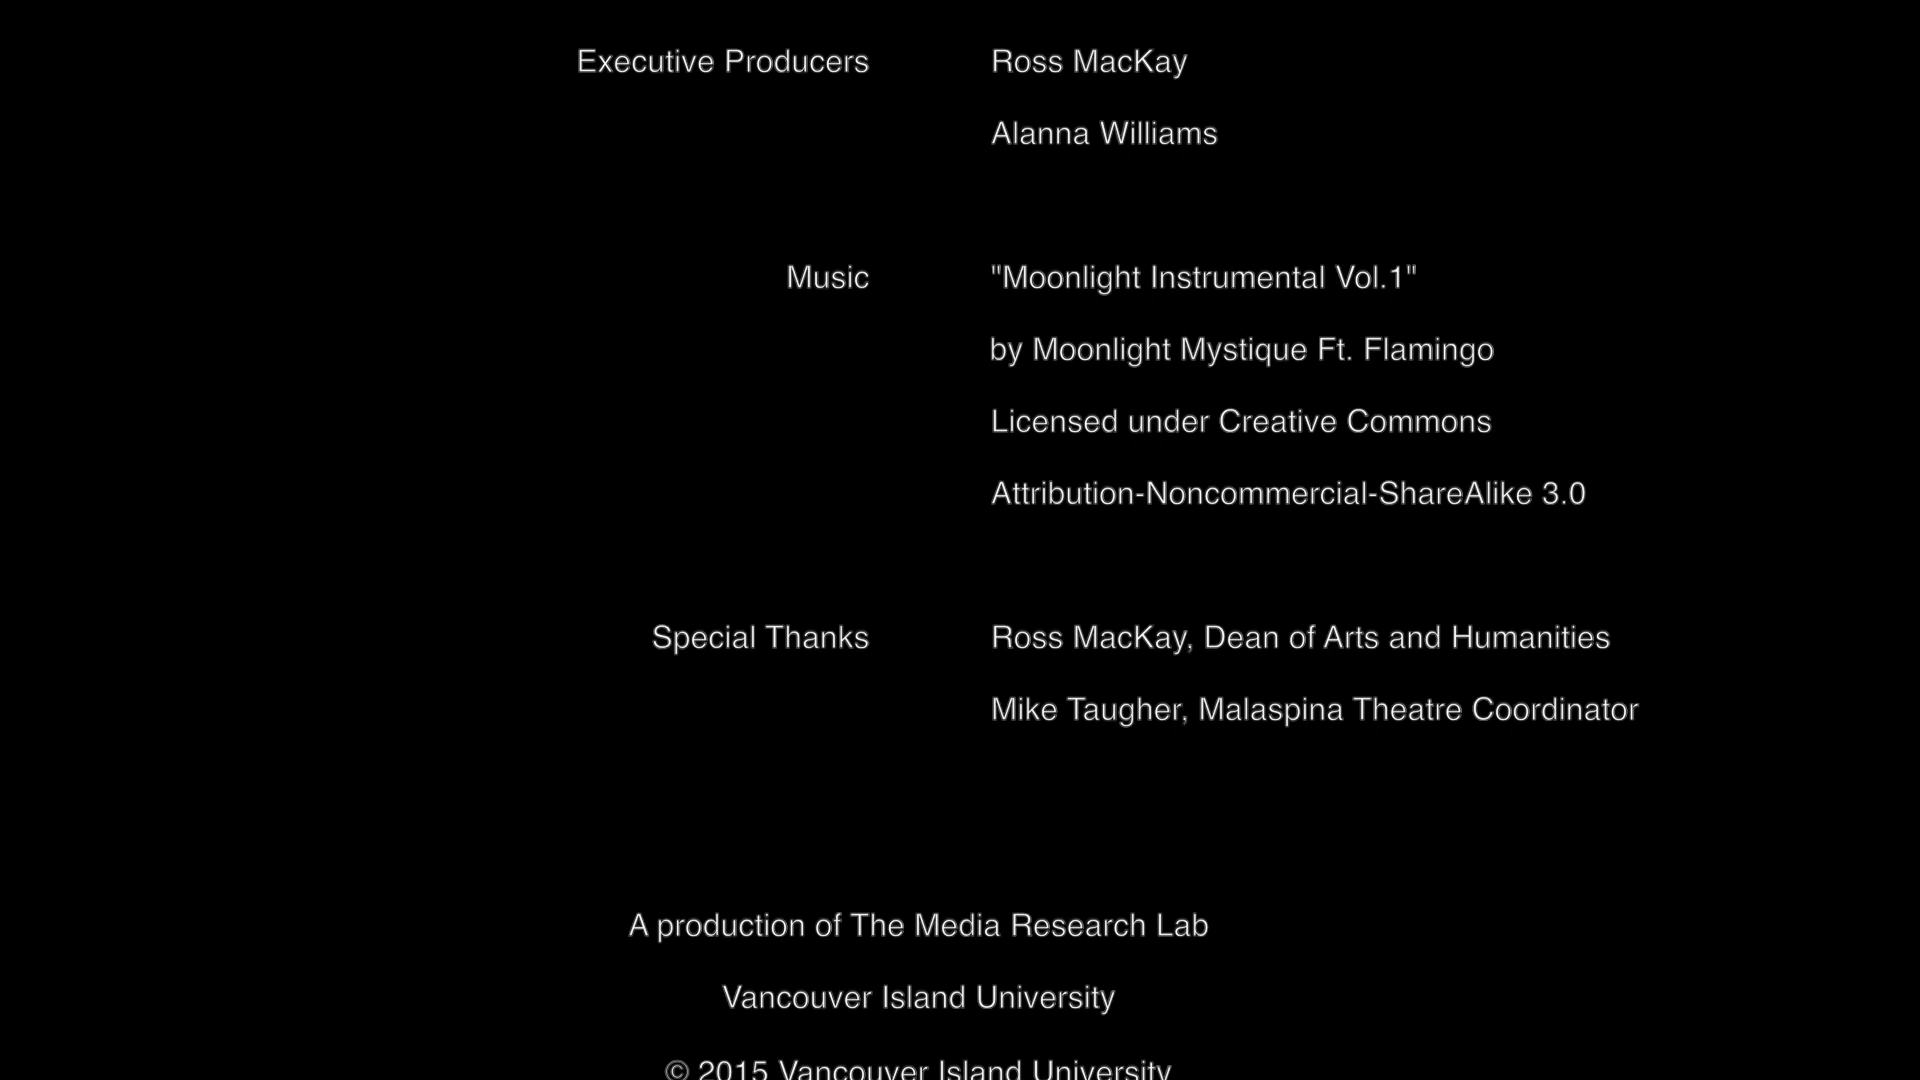 Executive Producers Ross MacKay
Alanna Williams
Music "Moonlight Instrumental Vol.1"
by Moonlight Mystique Ft. Flamingo
Licensed under Creative Commons
Attribution-Noncommercial-ShareAlike 3.0
Special Thanks Ross MacKay, Dean of Arts and Humanities
Mike Taugher, Malaspina Theatre Coordinator
A production of The Media Research Lab
Vancouver Island University
© 2015 Vancouver Island University